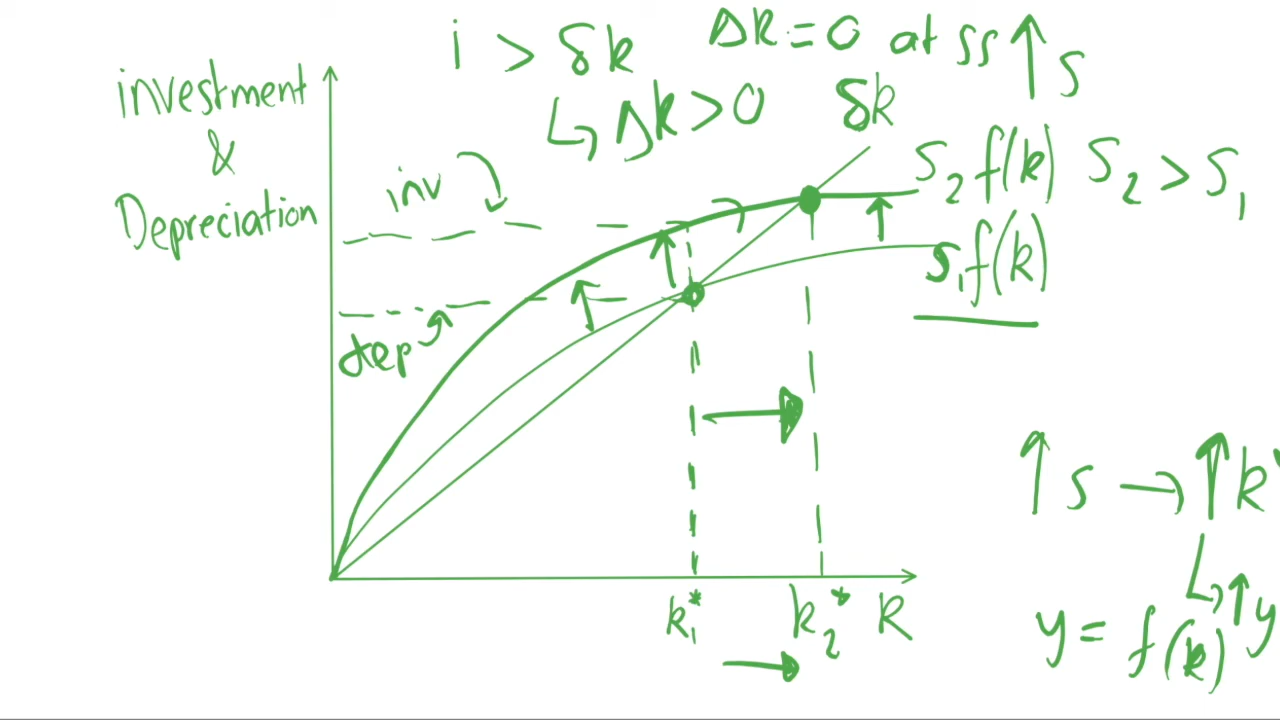 i > δk
Δk = 0 at ss ↑ s
↳ Δk > 0
investment
&
Depreciation
inv
dep
δk
s₂f(k) s₂ > s₁
s₁f(k)
k₁* k₂* k
↑ s → ↑ k*
↳ ↑ y
y = f(k)